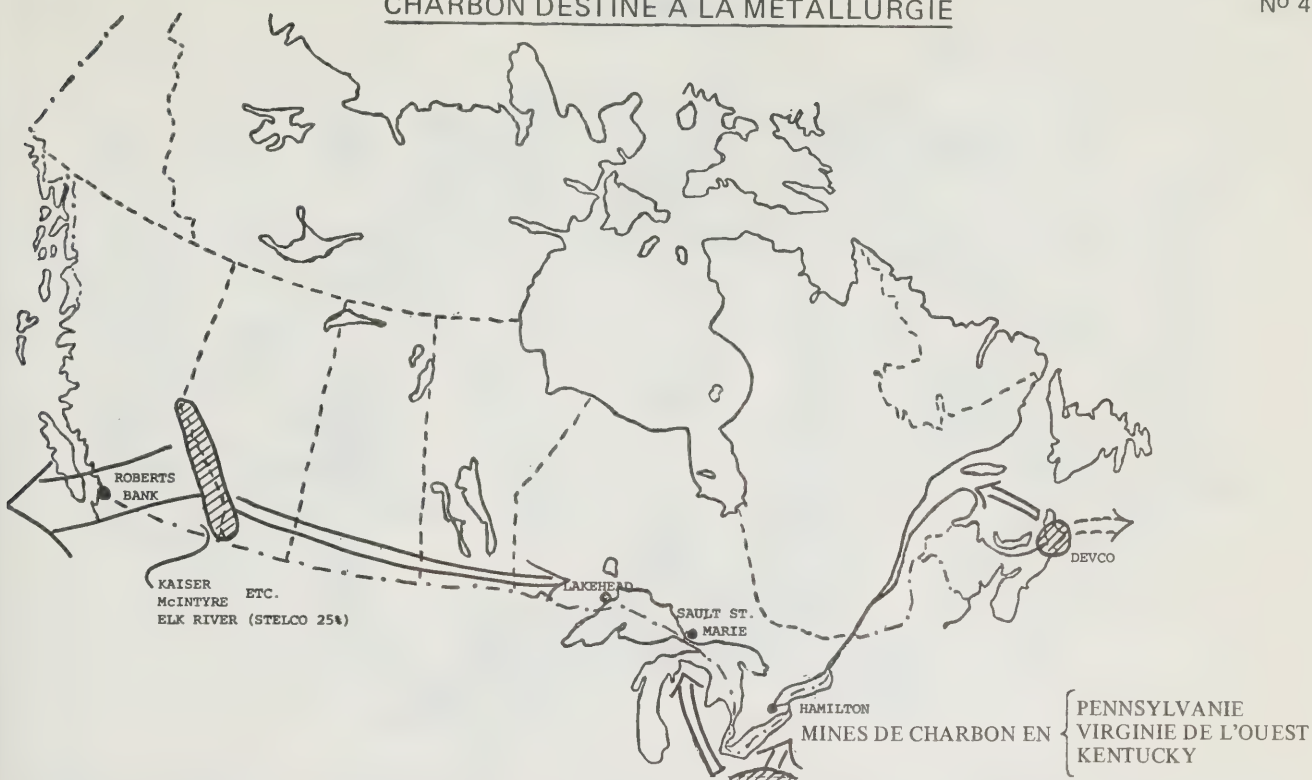 CHARBON DESTINE A LA METALLURGIE
No 4
ROBERTS
BANK
KAISER
McINTYRE ETC.
ELK RIVER (STELCO 25%)
LAKEHEAD
SAULT ST.
MARIE
DEVCO
HAMILTON
MINES DE CHARBON EN
PENNSYLVANIE
VIRGINIE DE L'OUEST
KENTUCKY